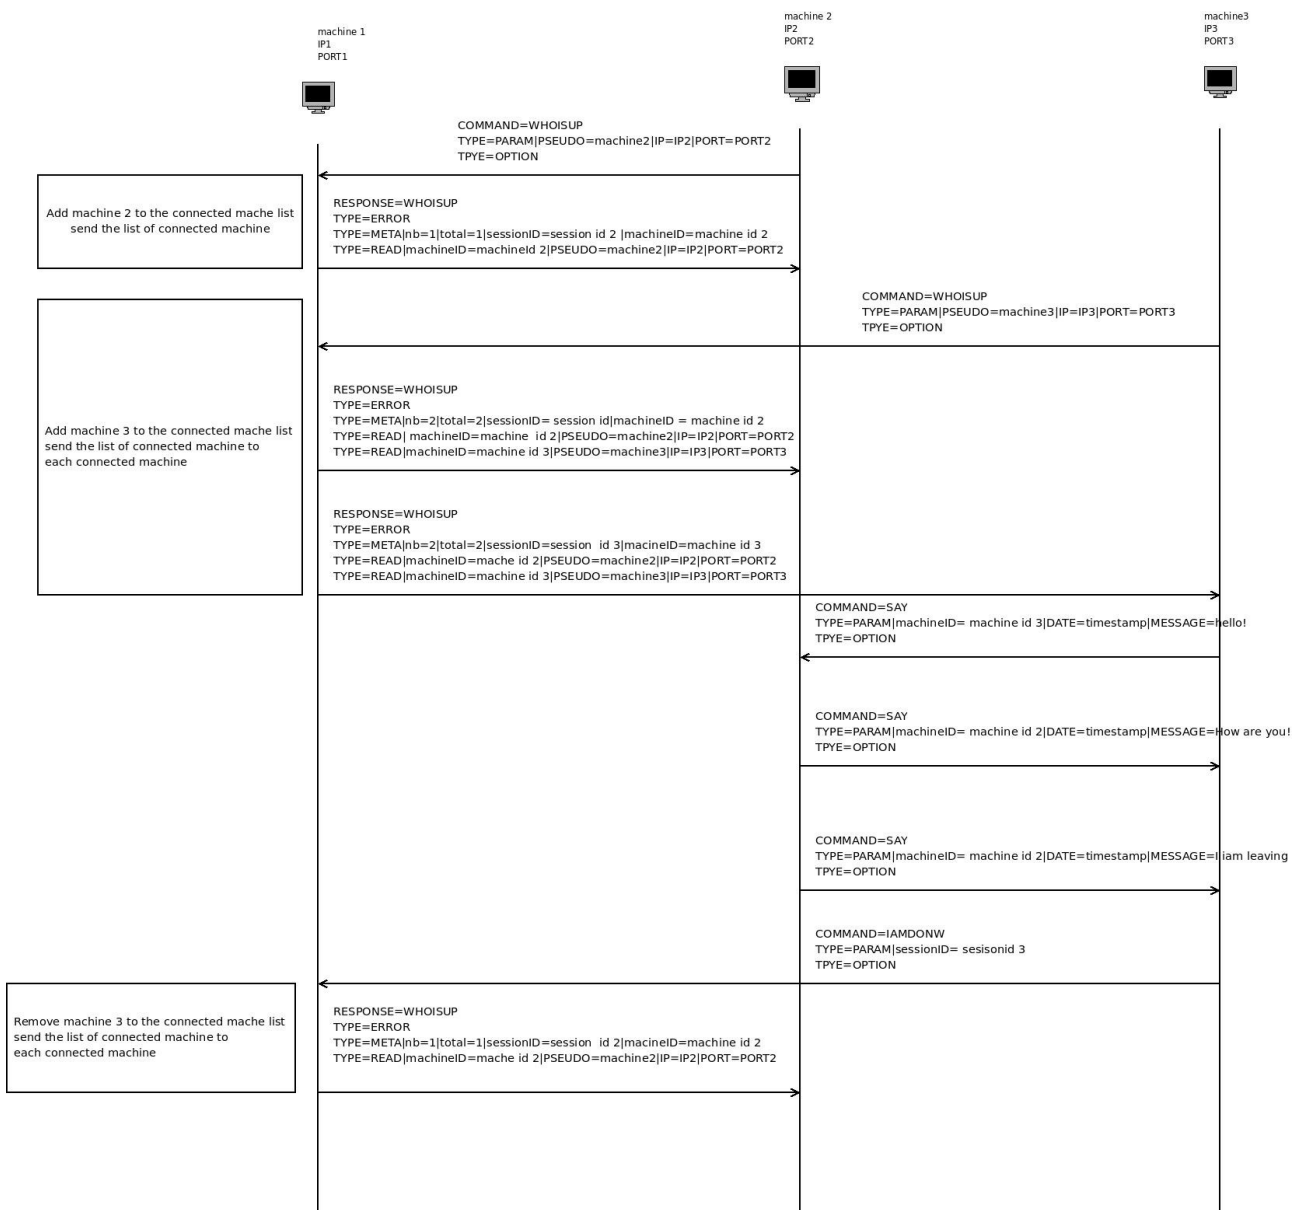 machine 1
IP1
PORT1
machine 2
IP2
PORT2
machine3
IP3
PORT3
COMMAND=WHOISUP
TYPE=PARAM|PSEUDO=machine2|IP=IP2|PORT=PORT2
TPYE=OPTION
Add machine 2 to the connected mache list
send the list of connected machine
RESPONSE=WHOISUP
TYPE=ERROR
TYPE=META|nb=1|total=1|sessionID=session id 2 |machineID=machine id 2
TYPE=READ|machineID=machineId 2|PSEUDO=machine2|IP=IP2|PORT=PORT2
COMMAND=WHOISUP
TYPE=PARAM|PSEUDO=machine3|IP=IP3|PORT=PORT3
TPYE=OPTION
Add machine 3 to the connected mache list
send the list of connected machine to
each connected machine
RESPONSE=WHOISUP
TYPE=ERROR
TYPE=META|nb=2|total=2|sessionID= session id|machineID = machine id 2
TYPE=READ| machineID=machine  id 2|PSEUDO=machine2|IP=IP2|PORT=PORT2
TYPE=READ|machineID=machine id 3|PSEUDO=machine3|IP=IP3|PORT=PORT3
RESPONSE=WHOISUP
TYPE=ERROR
TYPE=META|nb=2|total=2|sessionID=session  id 3|macineID=machine id 3
TYPE=READ|machineID=mache id 2|PSEUDO=machine2|IP=IP2|PORT=PORT2
TYPE=READ|machineID=machine id 3|PSEUDO=machine3|IP=IP3|PORT=PORT3
COMMAND=SAY
TYPE=PARAM|machineID= machine id 3|DATE=timestamp|MESSAGE=hello!
TPYE=OPTION
COMMAND=SAY
TYPE=PARAM|machineID= machine id 2|DATE=timestamp|MESSAGE=How are you!
TPYE=OPTION
COMMAND=SAY
TYPE=PARAM|machineID= machine id 2|DATE=timestamp|MESSAGE=I iam leaving
TPYE=OPTION
COMMAND=IAMDONW
TYPE=PARAM|sessionID= sesisonid 3
TPYE=OPTION
Remove machine 3 to the connected mache list
send the list of connected machine to
each connected machine
RESPONSE=WHOISUP
TYPE=ERROR
TYPE=META|nb=1|total=1|sessionID=session  id 2|macineID=machine id 2
TYPE=READ|machineID=mache id 2|PSEUDO=machine2|IP=IP2|PORT=PORT2